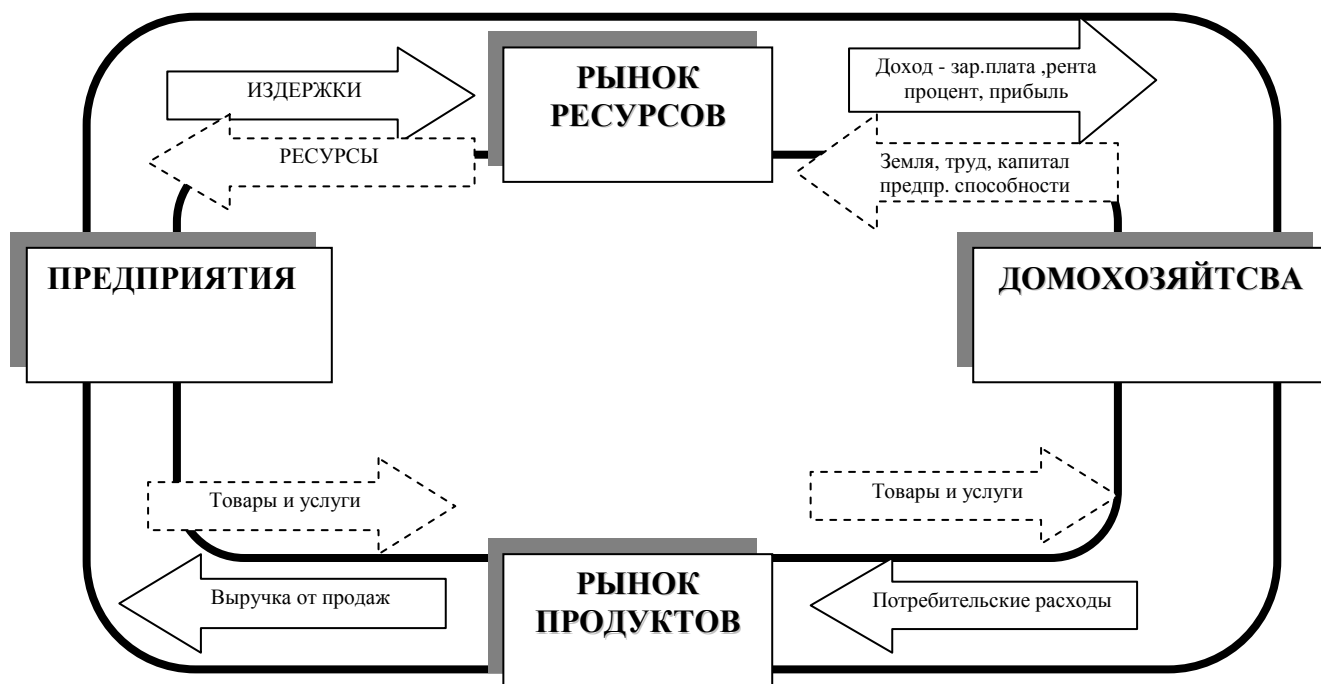 РЫНОК
РЕСУРСОВ
ИЗДЕРЖКИ
Доход - зар.плата ,рента
процент, прибыль
РЕСУРСЫ
Земля, труд, капитал
предпр. способности
ПРЕДПРИЯТИЯ
ДОМОХОЗЯЙТСВА
Товары и услуги
Товары и услуги
Выручка от продаж
РЫНОК
ПРОДУКТОВ
Потребительские расходы